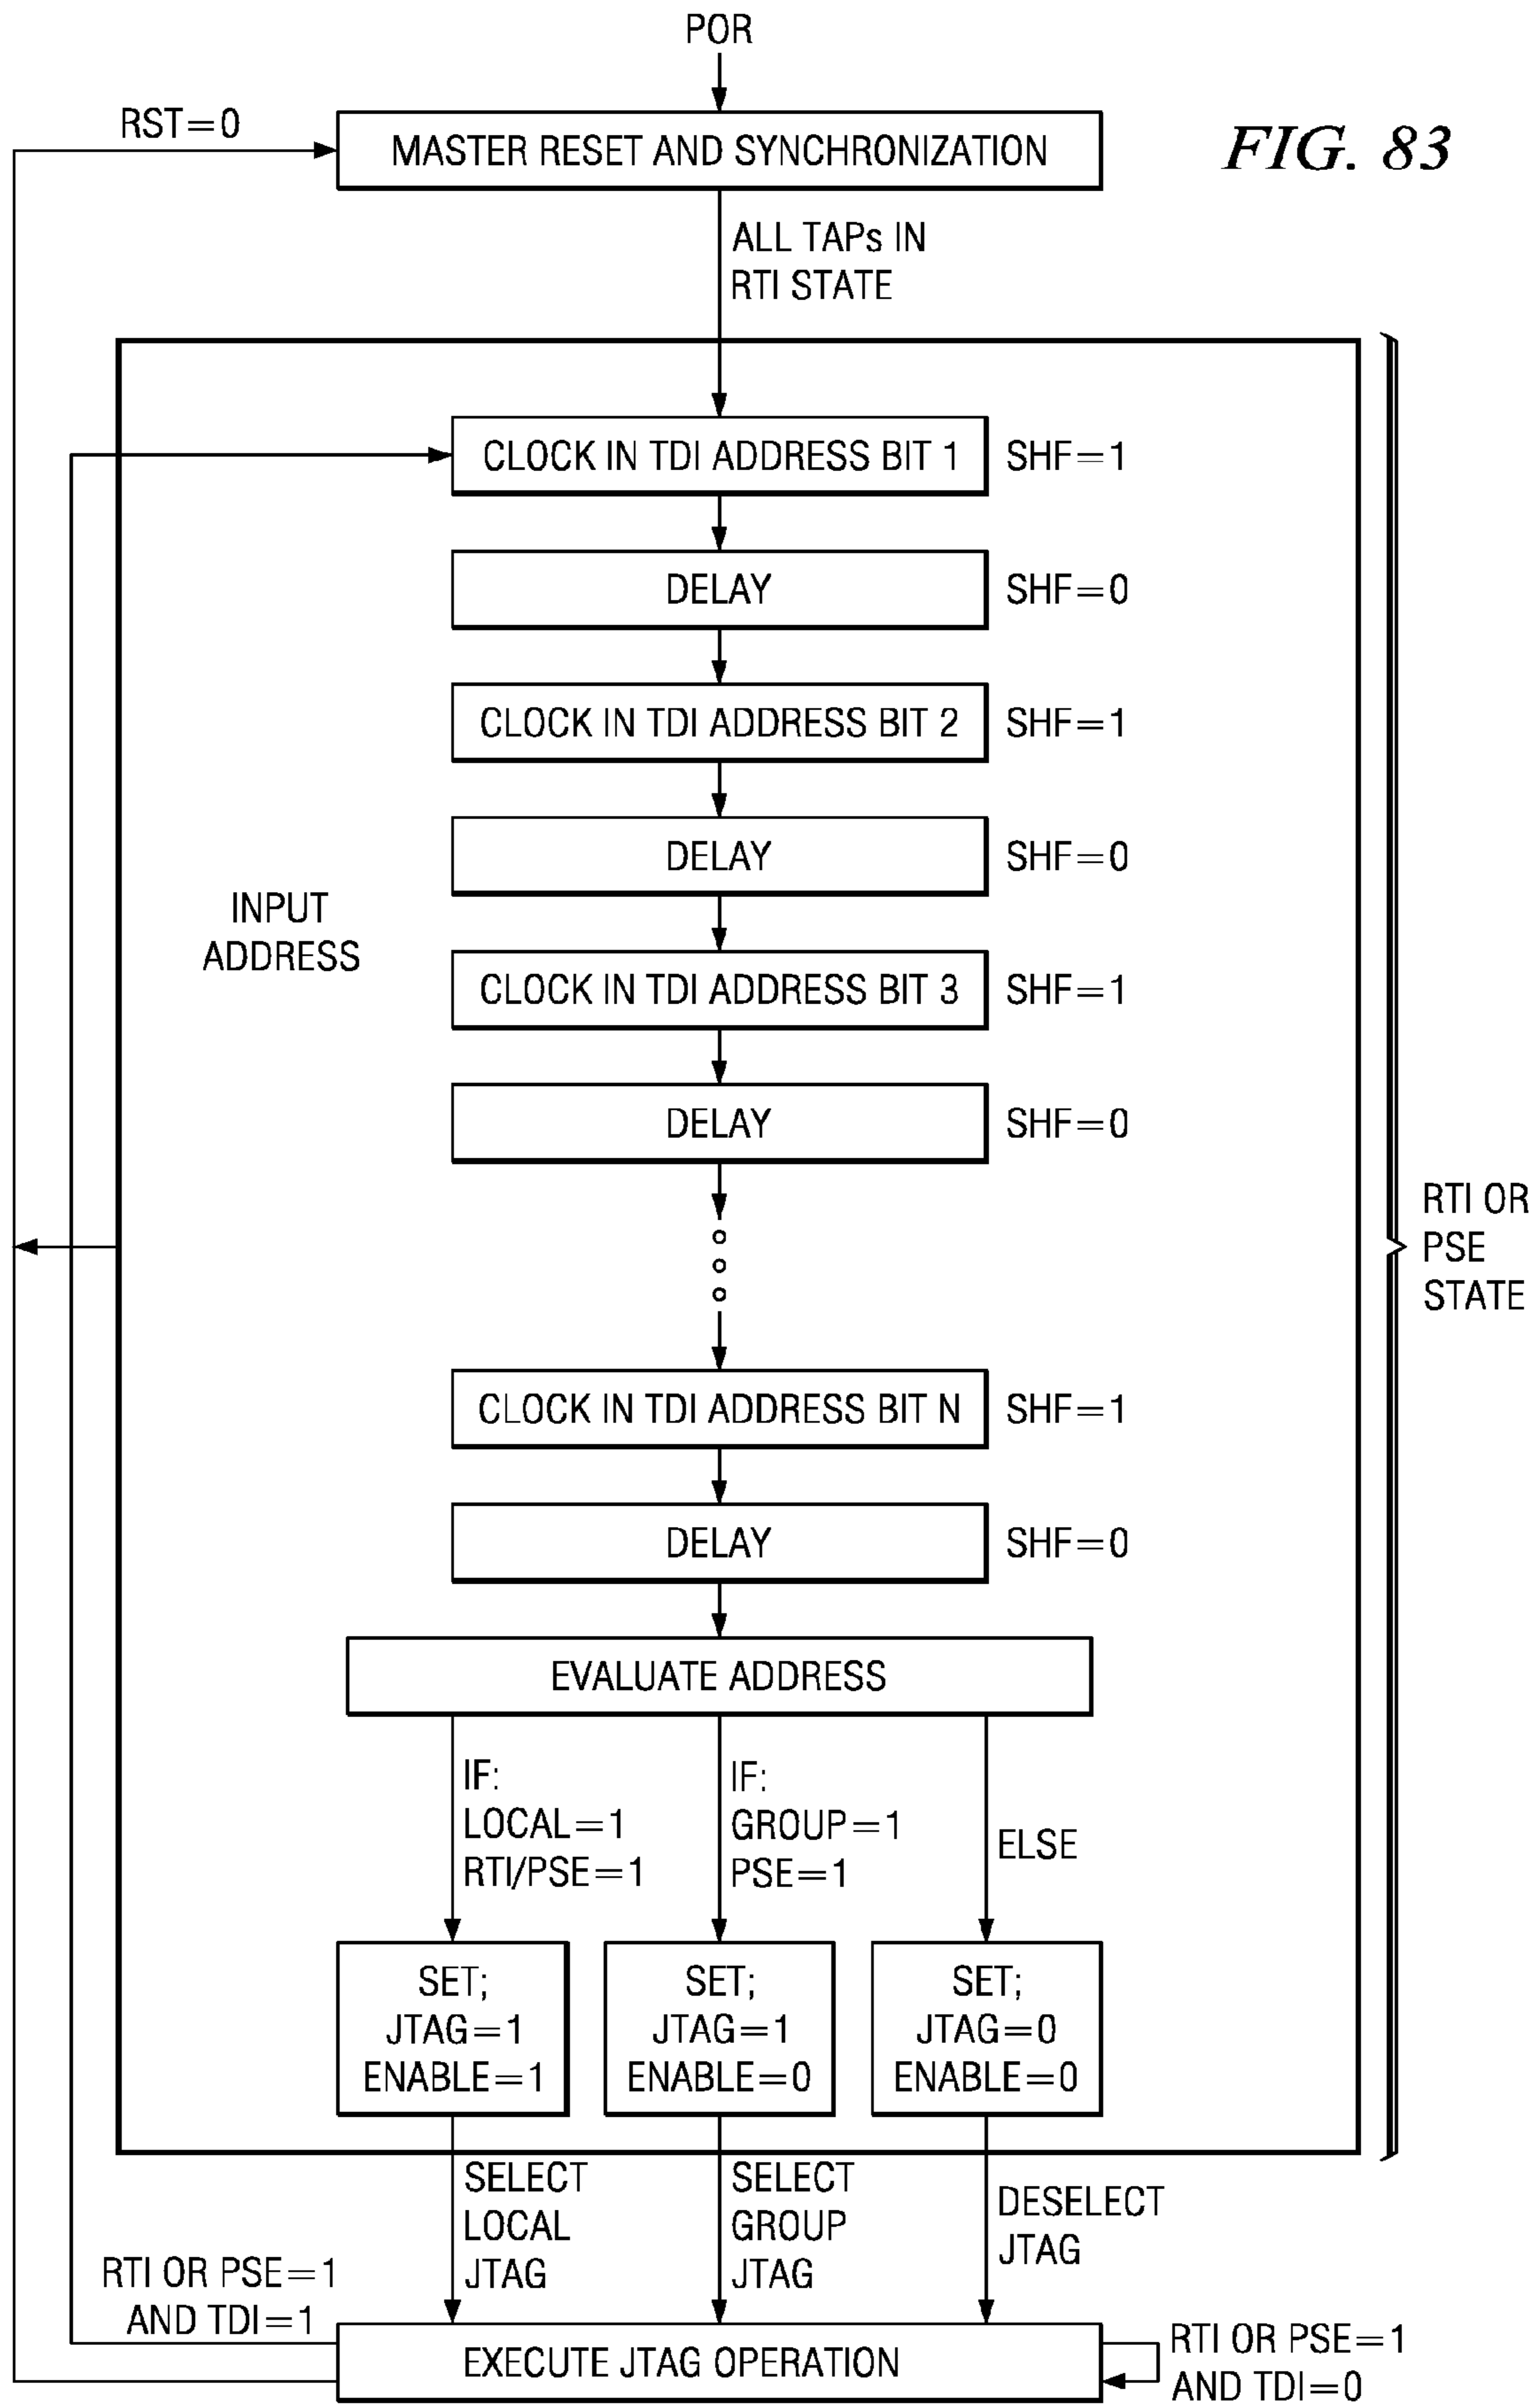 POR
RST=0
MASTER RESET AND SYNCHRONIZATION
FIG. 83
ALL TAPs IN
RTI STATE
CLOCK IN TDI ADDRESS BIT 1
SHF=1
DELAY
SHF=0
CLOCK IN TDI ADDRESS BIT 2
SHF=1
DELAY
SHF=0
INPUT
ADDRESS
CLOCK IN TDI ADDRESS BIT 3
SHF=1
DELAY
SHF=0
RTI OR
PSE
STATE
CLOCK IN TDI ADDRESS BIT N
SHF=1
DELAY
SHF=0
EVALUATE ADDRESS
IF:
LOCAL=1
RTI/PSE=1
IF:
GROUP=1
PSE=1
ELSE
SET;
JTAG=1
ENABLE=1
SET;
JTAG=1
ENABLE=0
SET;
JTAG=0
ENABLE=0
SELECT
LOCAL
JTAG
SELECT
GROUP
JTAG
DESELECT
JTAG
RTI OR PSE=1
AND TDI=1
EXECUTE JTAG OPERATION
RTI OR PSE=1
AND TDI=0